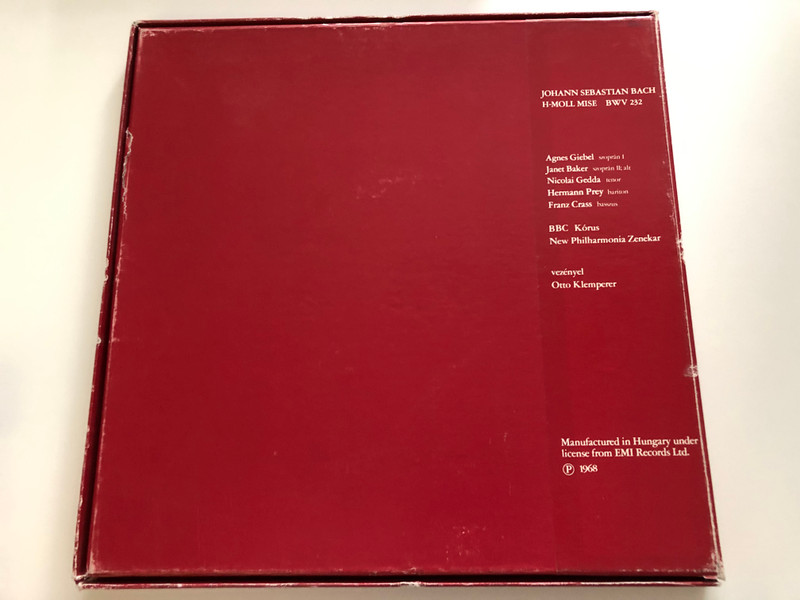 JOHANN SEBASTIAN BACH
H-MOLL MISE BWV 232
Agnes Giebel szoprán I
Janet Baker szoprán II; alt
Nicolai Gedda tenor
Hermann Prey bariton
Franz Crass basszus
BBC Kórus
New Philharmonia Zenekar
vezényel
Otto Klemperer
Manufactured in Hungary under
license from EMI Records Ltd.
Ⓟ 1968